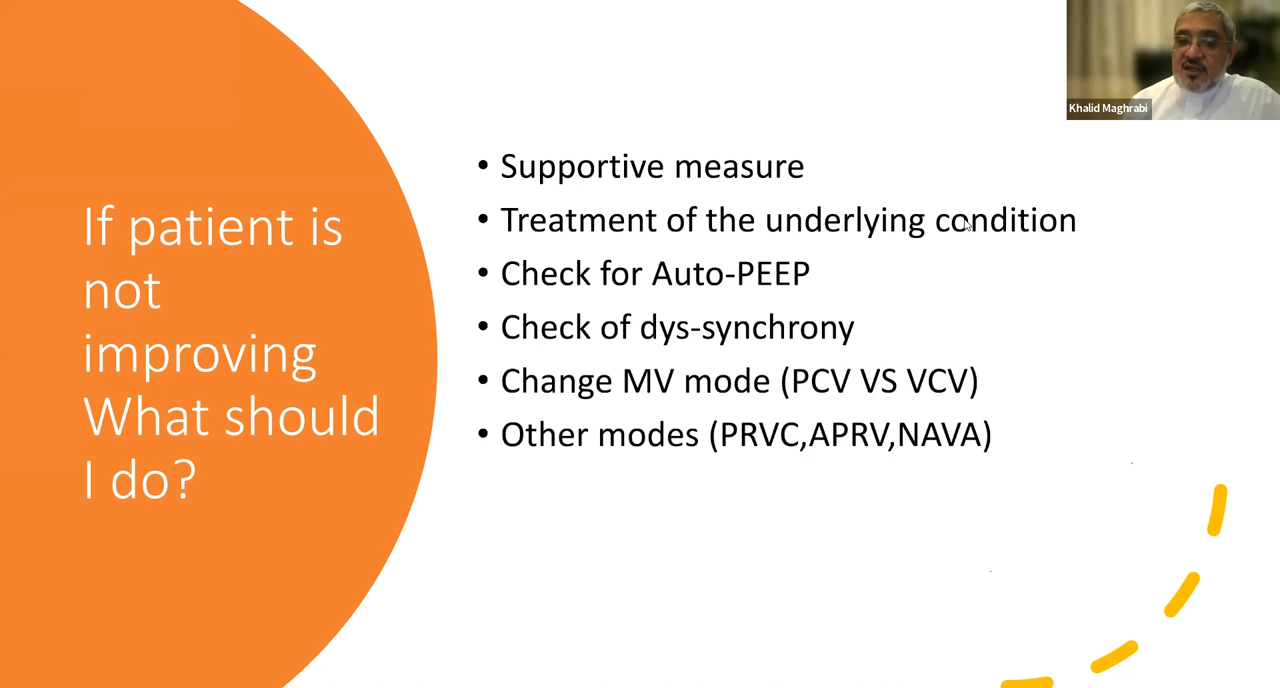 If patient is
not
improving
What should
I do?
• Supportive measure
• Treatment of the underlying condition
• Check for Auto-PEEP
• Check of dys-synchrony
• Change MV mode (PCV VS VCV)
• Other modes (PRVC,APRV,NAVA)
Khalid Maghrabi